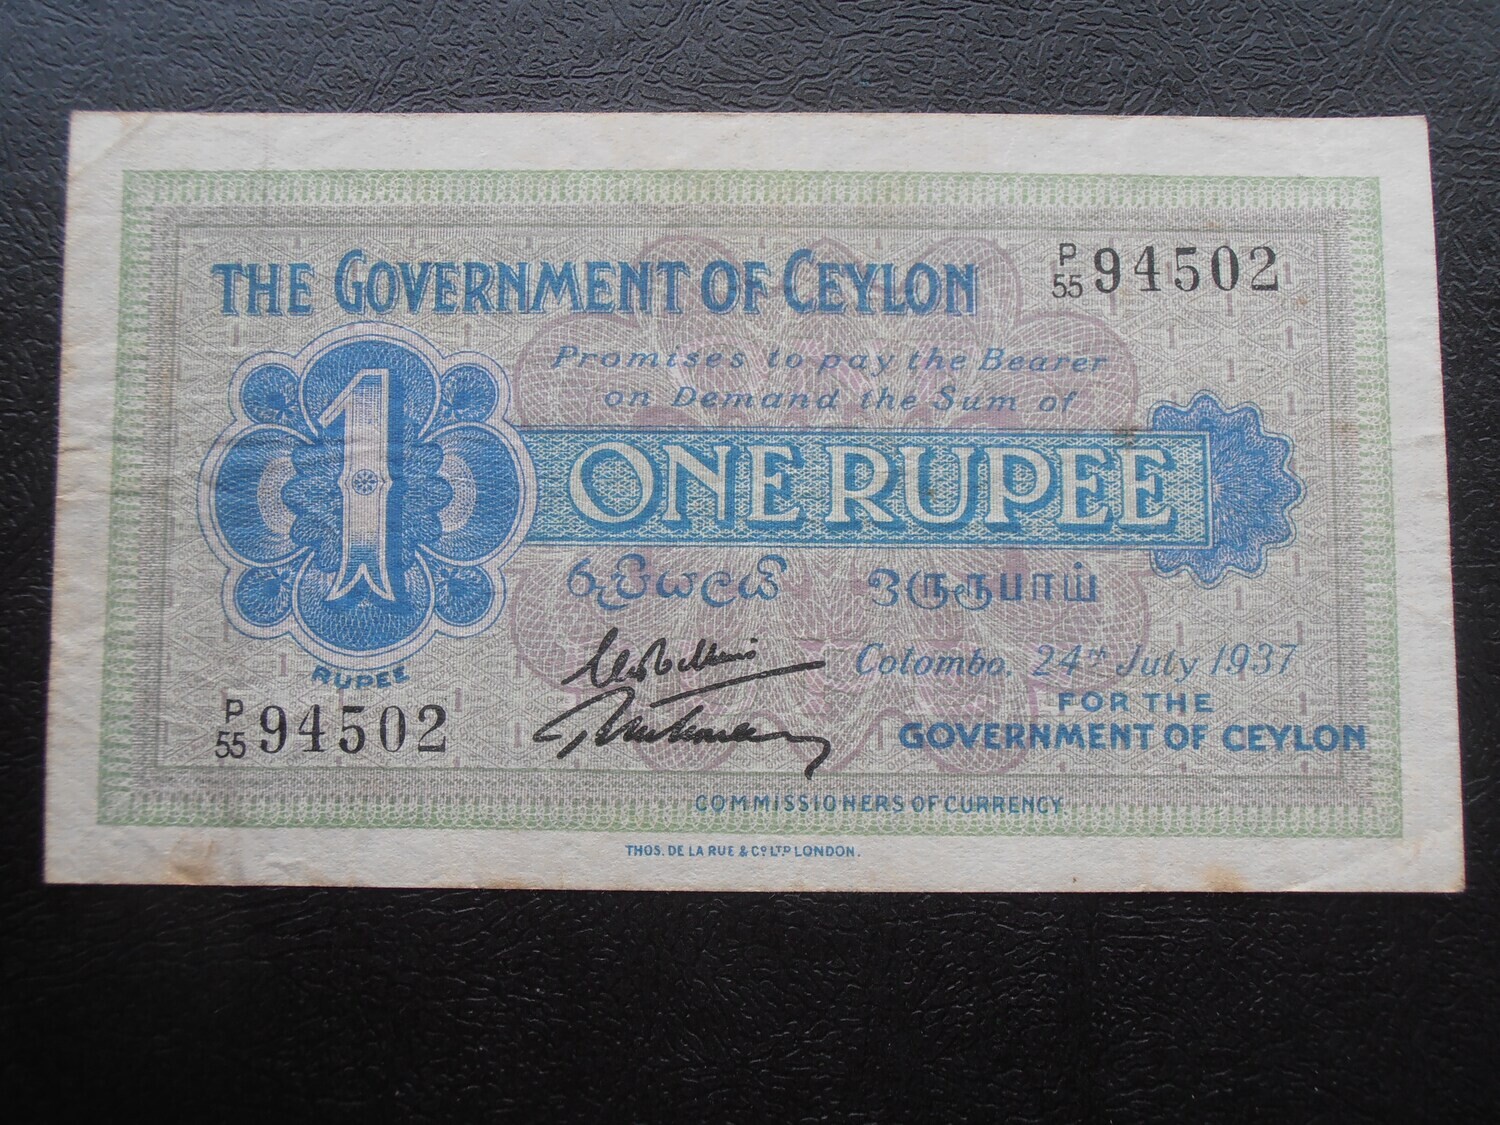 THE GOVERNMENT OF CEYLON
P/55 94502
Promises to pay the Bearer
on Demand the Sum of
1
ONE RUPEE
රුපියලයි ஒருரூபாய்
Colombo. 24th July 1937
RUPEE
FOR THE
GOVERNMENT OF CEYLON
P/55 94502
COMMISSIONERS OF CURRENCY.
THOS. DE LA RUE & CO. LTD LONDON.